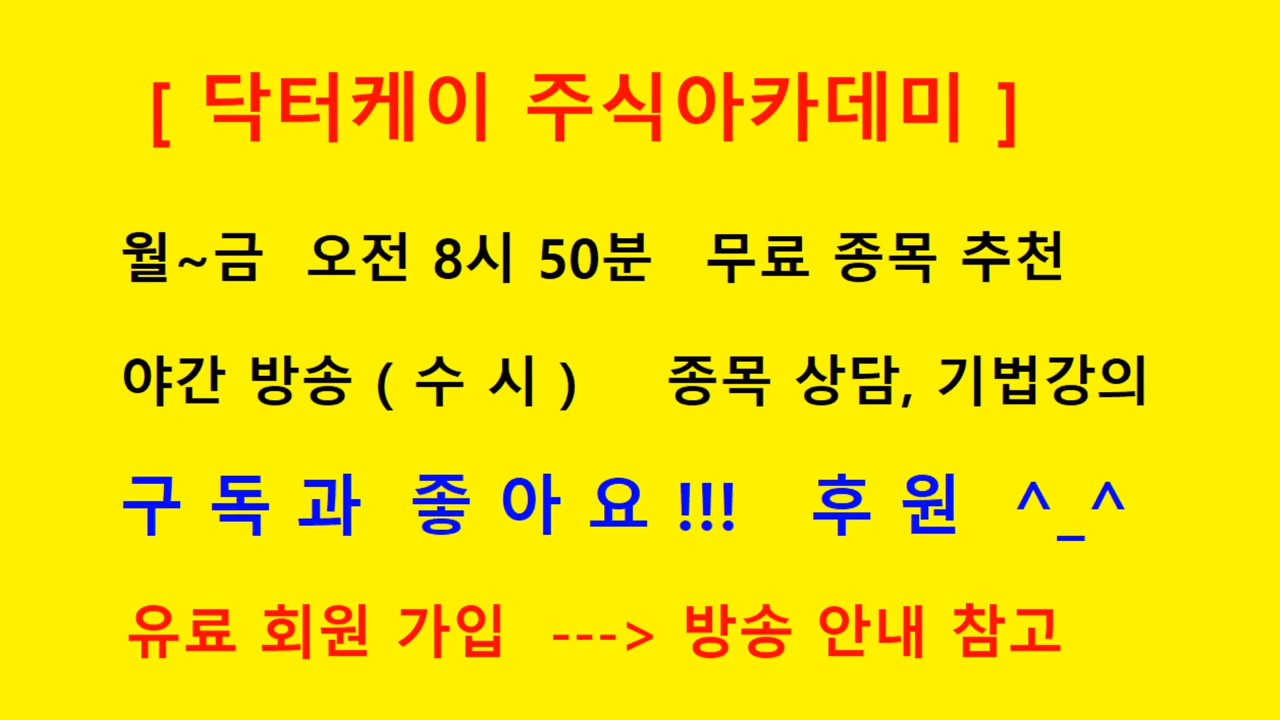 [ 닥터케이 주식아카데미 ]
월~금 오전 8시 50분 무료 종목 추천
야간 방송 ( 수 시 ) 종목 상담, 기법강의
구 독 과 좋 아 요 !!! 후 원 ^_^
유료 회원 가입 ---> 방송 안내 참고